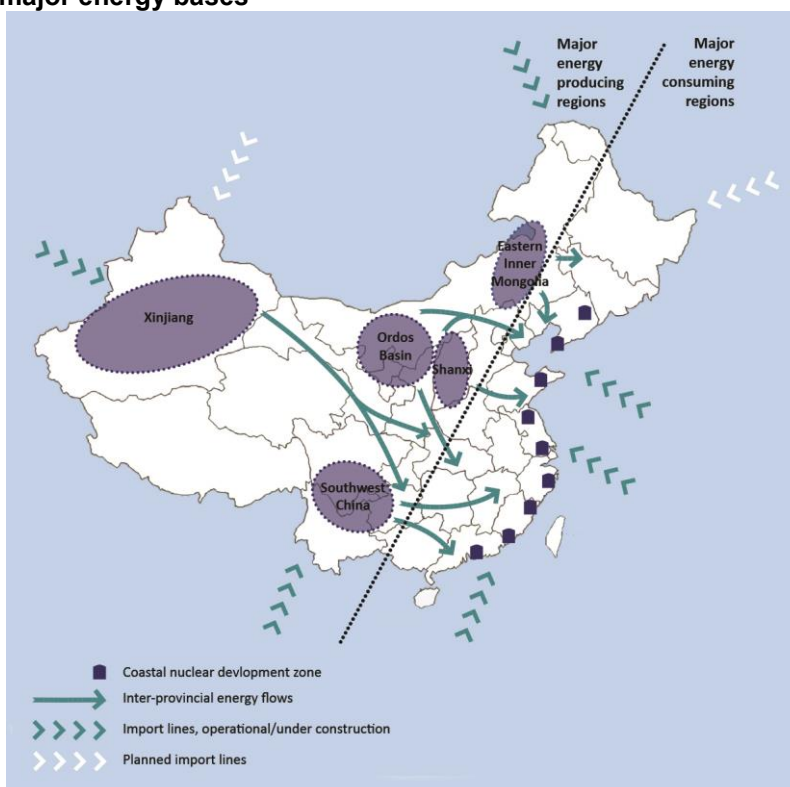 major energy bases
Major
energy
producing
regions
Major
energy
consuming
regions
Eastern
Inner
Mongolia
Xinjiang
Ordos
Basin
Shanxi
Southwest
China
Coastal nuclear devlopment zone
Inter-provincial energy flows
Import lines, operational/under construction
Planned import lines